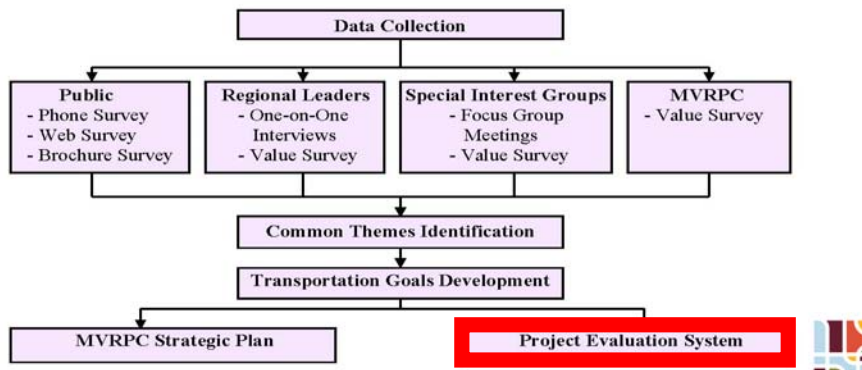 Data Collection
Public
- Phone Survey
- Web Survey
- Brochure Survey
Regional Leaders
- One-on-One
Interviews
- Value Survey
Special Interest Groups
- Focus Group
Meetings
- Value Survey
MVRPC
- Value Survey
Common Themes Identification
Transportation Goals Development
MVRPC Strategic Plan
Project Evaluation System